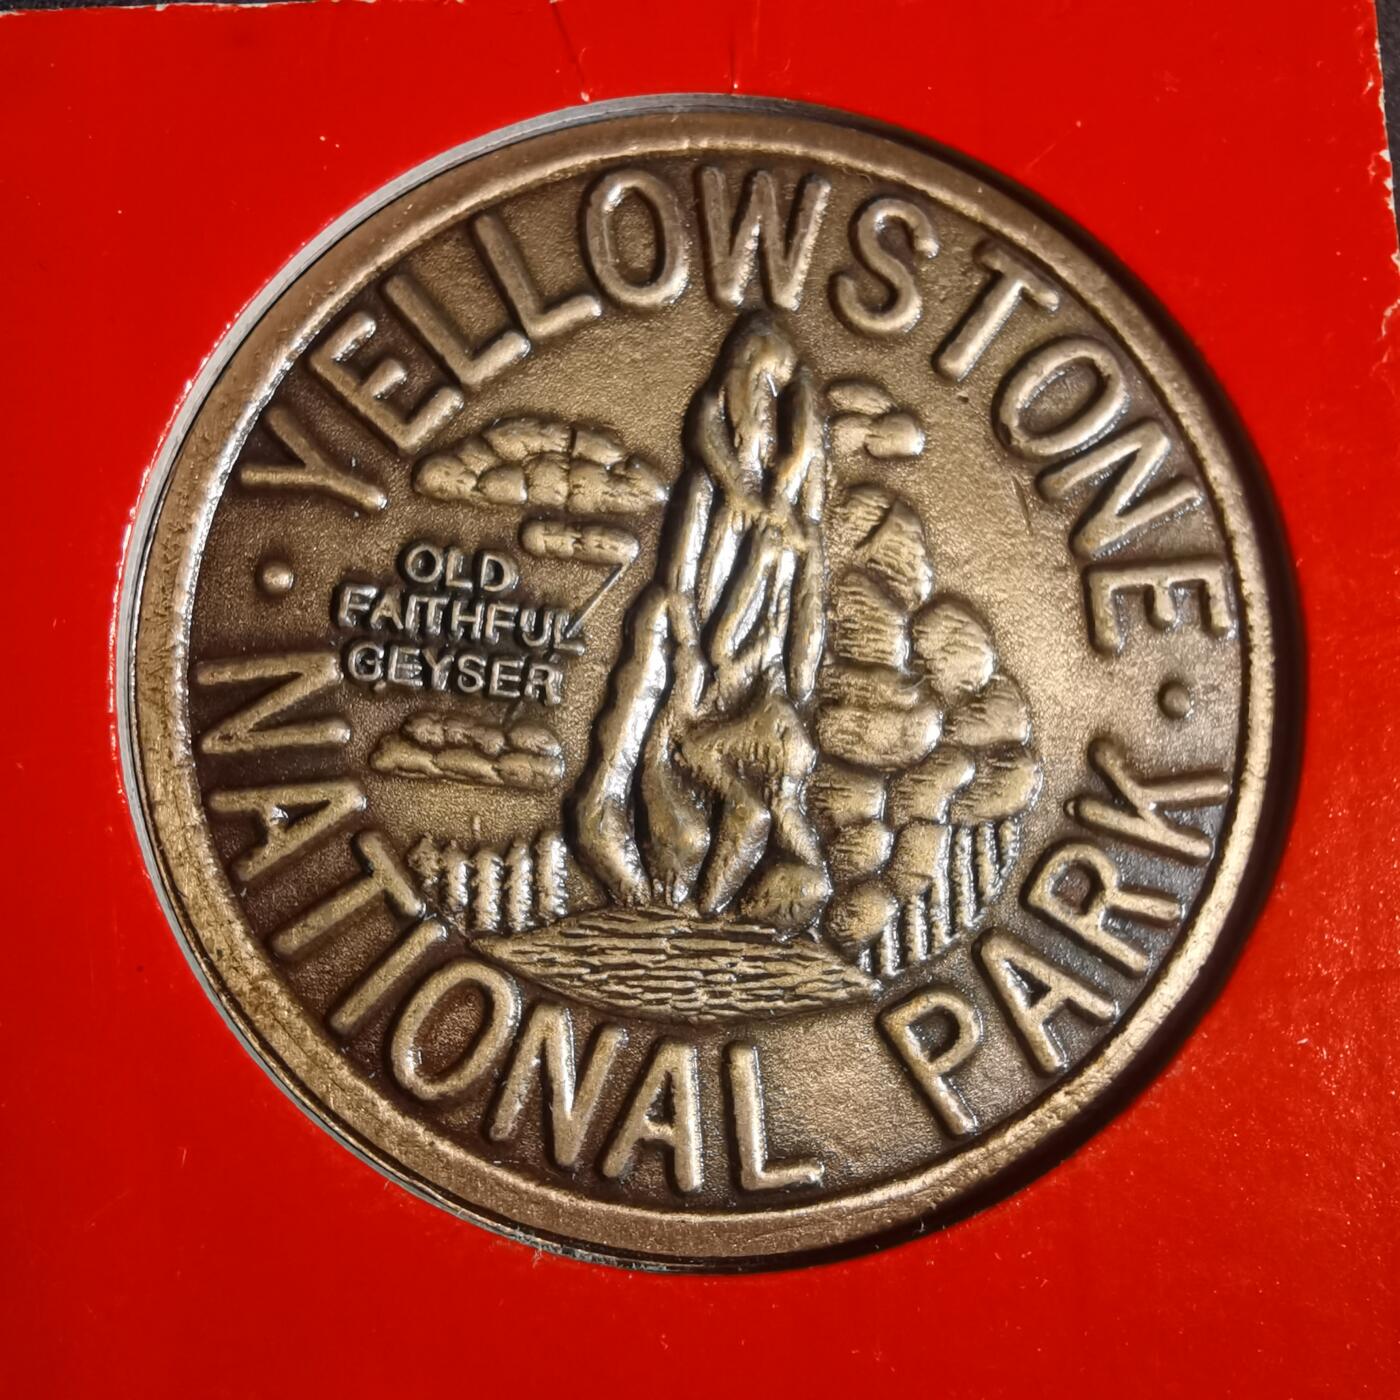 YELLOWSTONE
OLD
FAITHFUL
GEYSER
NATIONAL PARK